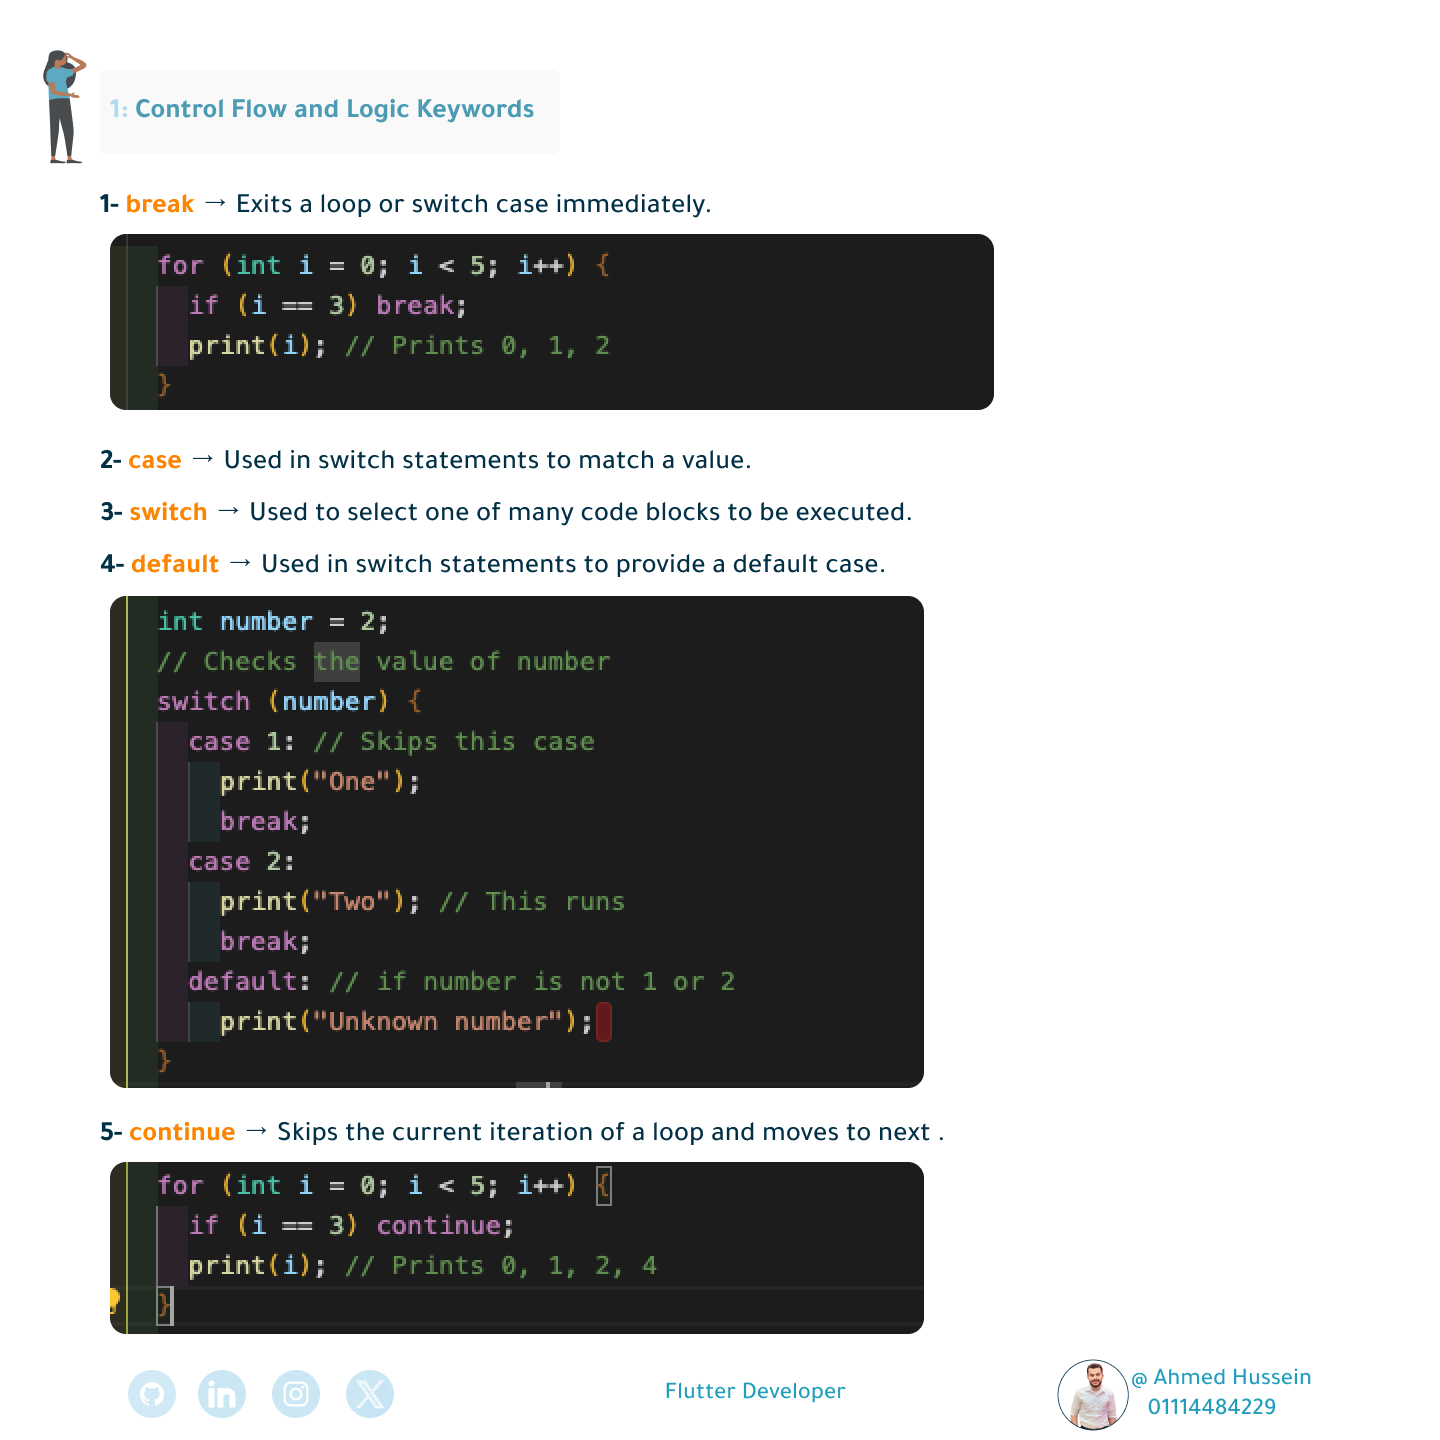 1: Control Flow and Logic Keywords
1- break → Exits a loop or switch case immediately.
for (int i = 0; i < 5; i++) {
if (i == 3) break;
print(i); // Prints 0, 1, 2
}
2- case → Used in switch statements to match a value.
3- switch → Used to select one of many code blocks to be executed.
4- default → Used in switch statements to provide a default case.
int number = 2;
// Checks the value of number
switch (number) {
case 1: // Skips this case
print("One");
break;
case 2:
print("Two"); // This runs
break;
default: // if number is not 1 or 2
print("Unknown number");
}
5- continue → Skips the current iteration of a loop and moves to next .
for (int i = 0; i < 5; i++) {
if (i == 3) continue;
print(i); // Prints 0, 1, 2, 4
}
Flutter Developer
@ Ahmed Hussein
01114484229